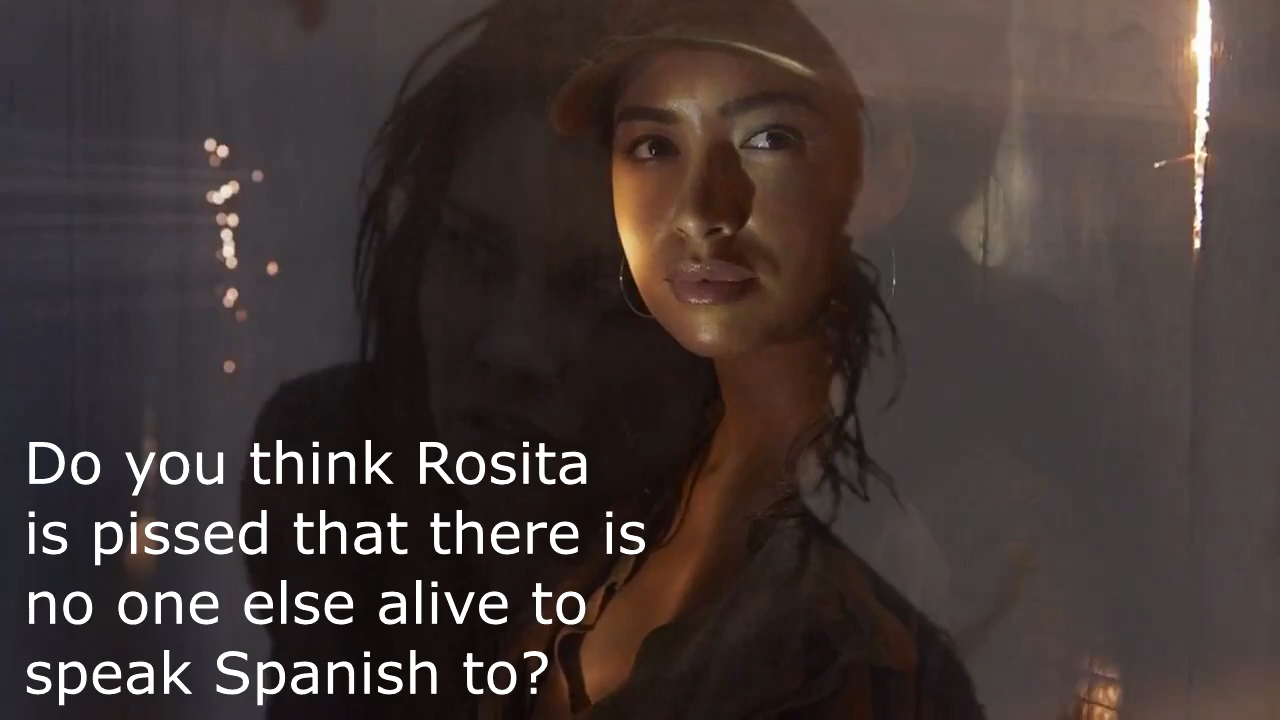 Do you think Rosita
is pissed that there is
no one else alive to
speak Spanish to?